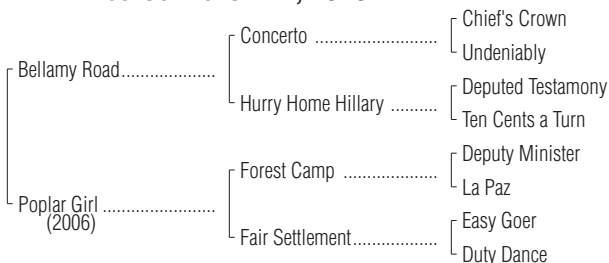 Chief's Crown
Concerto ....................
Undeniably
Bellamy Road...................
Deputed Testamony
Hurry Home Hillary ..........
Ten Cents a Turn
Deputy Minister
Forest Camp ...................
La Paz
Poplar Girl .......................
(2006)
Easy Goer
Fair Settlement.................
Duty Dance